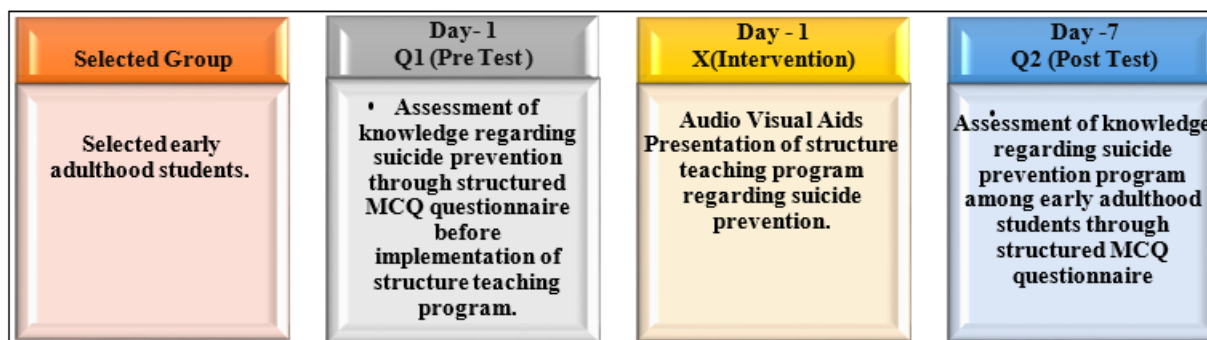 Selected Group
Selected early
adulthood students.
Day- 1
Q1 (Pre Test)
• Assessment of
knowledge regarding
suicide prevention
through structured
MCQ questionnaire
before
implementation of
structure teaching
program.
Day - 1
X(Intervention)
Audio Visual Aids
Presentation of structure
teaching program
regarding suicide
prevention.
Day -7
Q2 (Post Test)
• Assessment of knowledge
regarding suicide
prevention program
among early adulthood
students through
structured MCQ
questionnaire